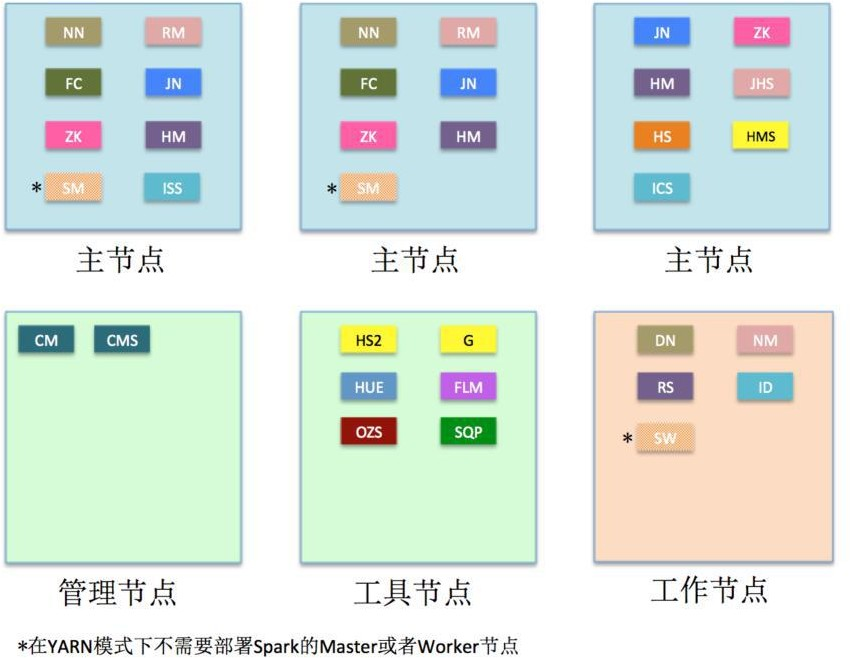 NN RM NN RM JN ZK
FC JN FC JN HM JHS
ZK HM ZK HM HS HMS
* SM ISS * SM ICS
主节点 主节点 主节点
CM CMS HS2 G DN NM
HUE FLM RS ID
OZS SQP * SW
管理节点 工具节点 工作节点
*在YARN模式下不需要部署Spark的Master或者Worker节点